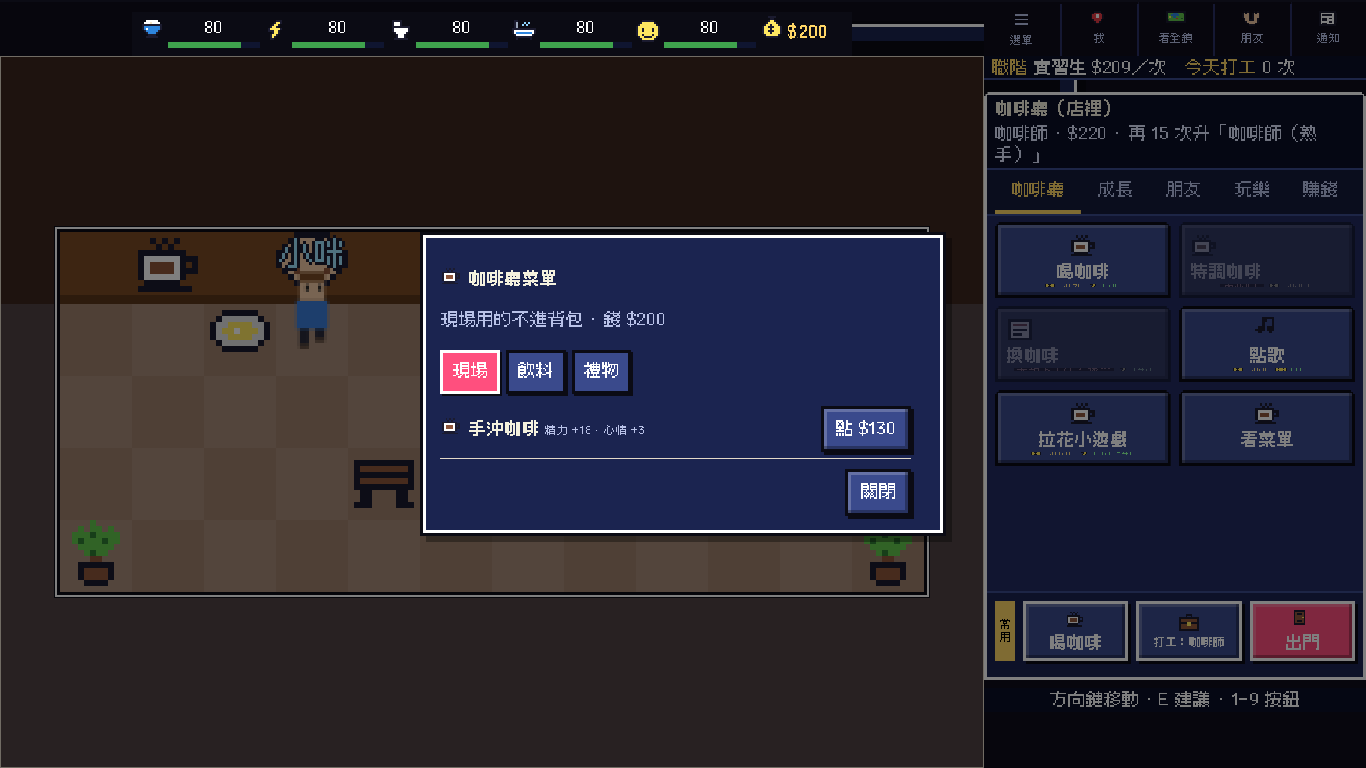 80 80 80 80 80 $200
選單 我 看全鎮 朋友 通知
職階 實習生 $209／次 今天打工 0 次
咖啡廳（店裡）
咖啡師 · $220 · 再 15 次升「咖啡師（熟
手）」
咖啡廳 成長 朋友 玩樂 賺錢
喝咖啡 特調咖啡
換咖啡 點歌
拉花小遊戲 看菜單
咖啡廳菜單
現場用的不進背包 · 錢 $200
現場 飲料 禮物
手沖咖啡 精力 +18 · 心情 +3 點 $130
關閉
常用 喝咖啡 打工：咖啡師 出門
方向鍵移動 · E 建議 · 1-9 按鈕